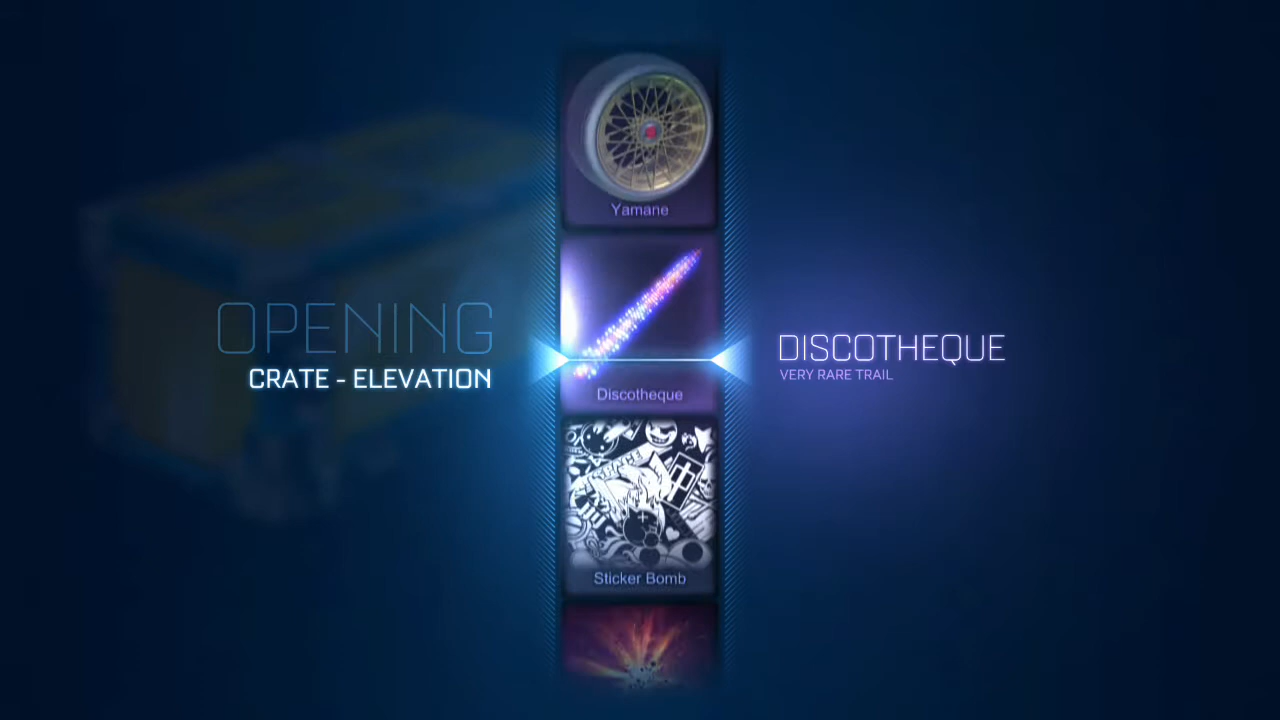 Yamane
OPENING
CRATE - ELEVATION
DISCOTHEQUE
VERY RARE TRAIL
Discotheque
Sticker Bomb